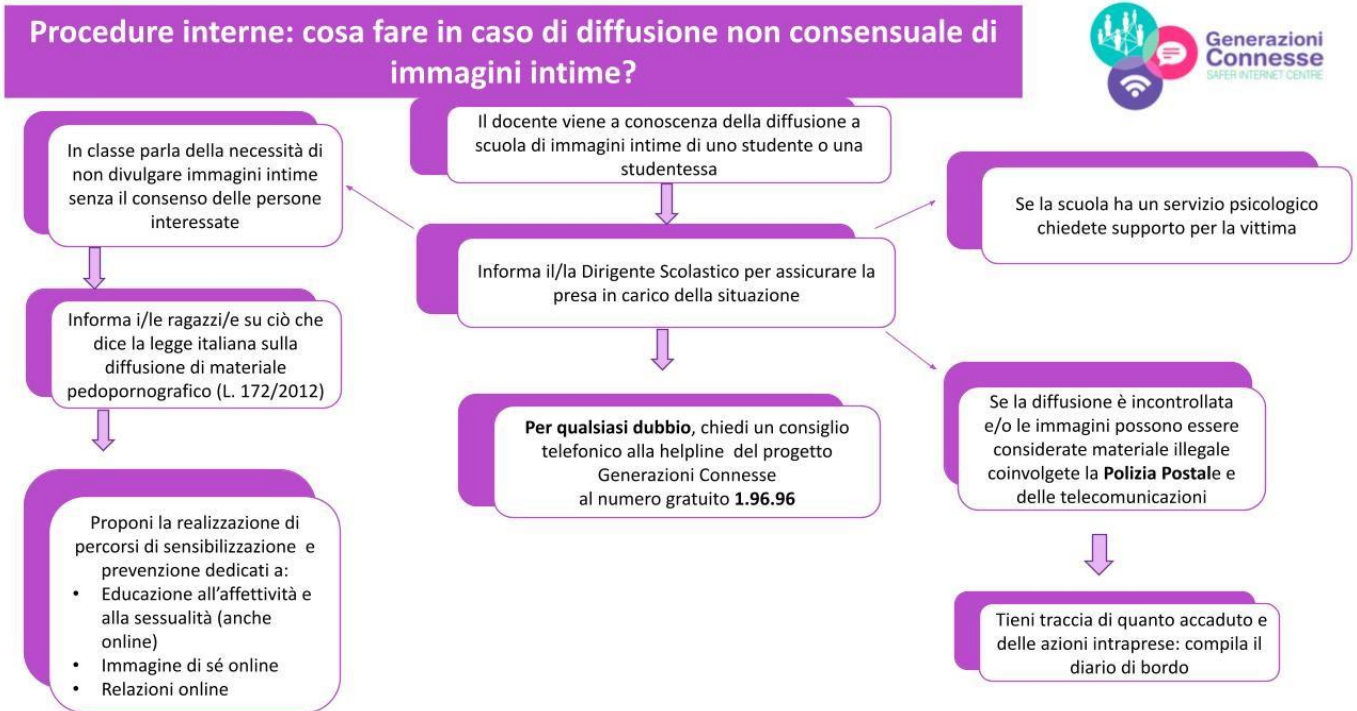 Procedure interne: cosa fare in caso di diffusione non consensuale di
immagini intime?
Generazioni
Connesse
SAFER INTERNET CENTRE
Il docente viene a conoscenza della diffusione a
scuola di immagini intime di uno studente o una
studentessa
In classe parla della necessità di
non divulgare immagini intime
senza il consenso delle persone
interessate
Se la scuola ha un servizio psicologico
chiedete supporto per la vittima
Informa il/la Dirigente Scolastico per assicurare la
presa in carico della situazione
Informa i/le ragazzi/e su ciò che
dice la legge italiana sulla
diffusione di materiale
pedopornografico (L. 172/2012)
Per qualsiasi dubbio, chiedi un consiglio
telefonico alla helpline del progetto
Generazioni Connesse
al numero gratuito 1.96.96
Se la diffusione è incontrollata
e/o le immagini possono essere
considerate materiale illegale
coinvolgete la Polizia Postale e
delle telecomunicazioni
Proponi la realizzazione di
percorsi di sensibilizzazione e
prevenzione dedicati a:
• Educazione all'affettività e
alla sessualità (anche
online)
• Immagine di sé online
• Relazioni online
Tieni traccia di quanto accaduto e
delle azioni intraprese: compila il
diario di bordo